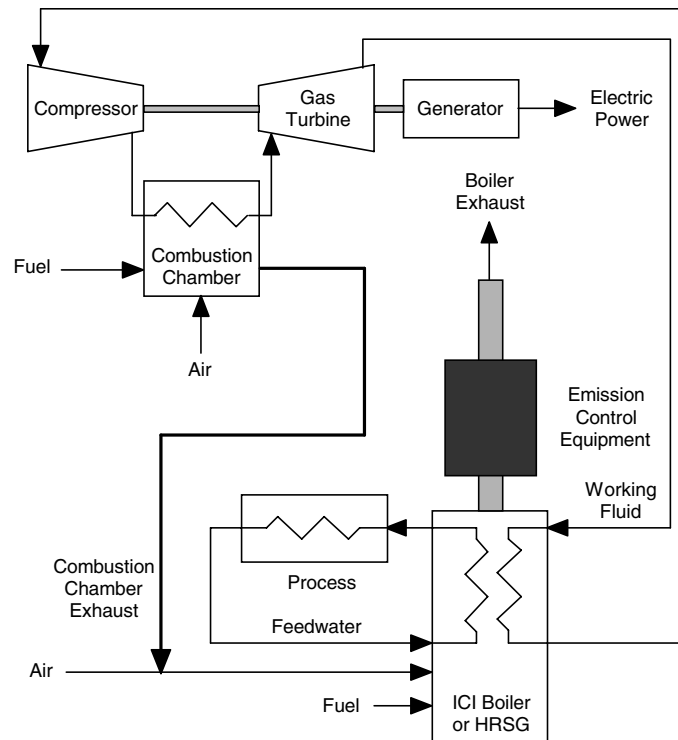 Compressor
Gas
Turbine
Generator
Electric
Power
Boiler
Exhaust
Fuel
Combustion
Chamber
Air
Emission
Control
Equipment
Working
Fluid
Process
Combustion
Chamber
Exhaust
Feedwater
Air
Fuel
ICI Boiler
or HRSG